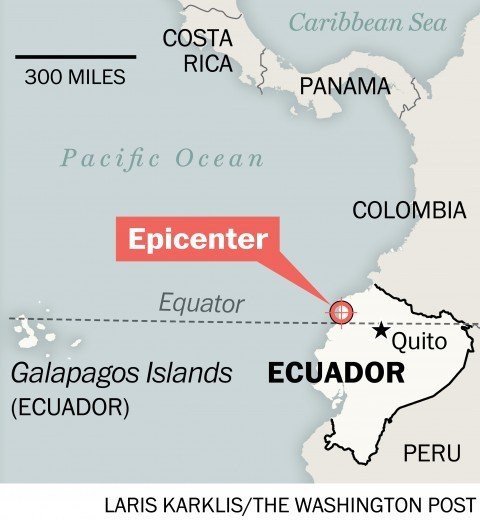 Caribbean Sea
COSTA
RICA
300 MILES
PANAMA
Pacific Ocean
COLOMBIA
Epicenter
Equator
Quito
Galapagos Islands
(ECUADOR)
ECUADOR
PERU
LARIS KARKLIS/THE WASHINGTON POST